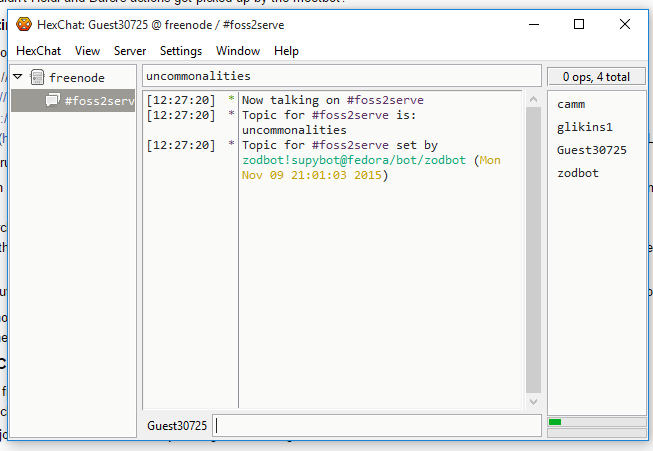 HexChat: Guest30725 @ freenode / #foss2serve
HexChat View Server Settings Window Help
freenode
#foss2serv
uncommonalities
[12:27:20] * Now talking on #foss2serve
[12:27:20] * Topic for #foss2serve is:
uncommonalities
[12:27:20] * Topic for #foss2serve set by
zodbot!supybot@fedora/bot/zodbot (Mon
Nov 09 21:01:03 2015)
0 ops, 4 total
camm
glikins1
Guest30725
zodbot
Guest30725